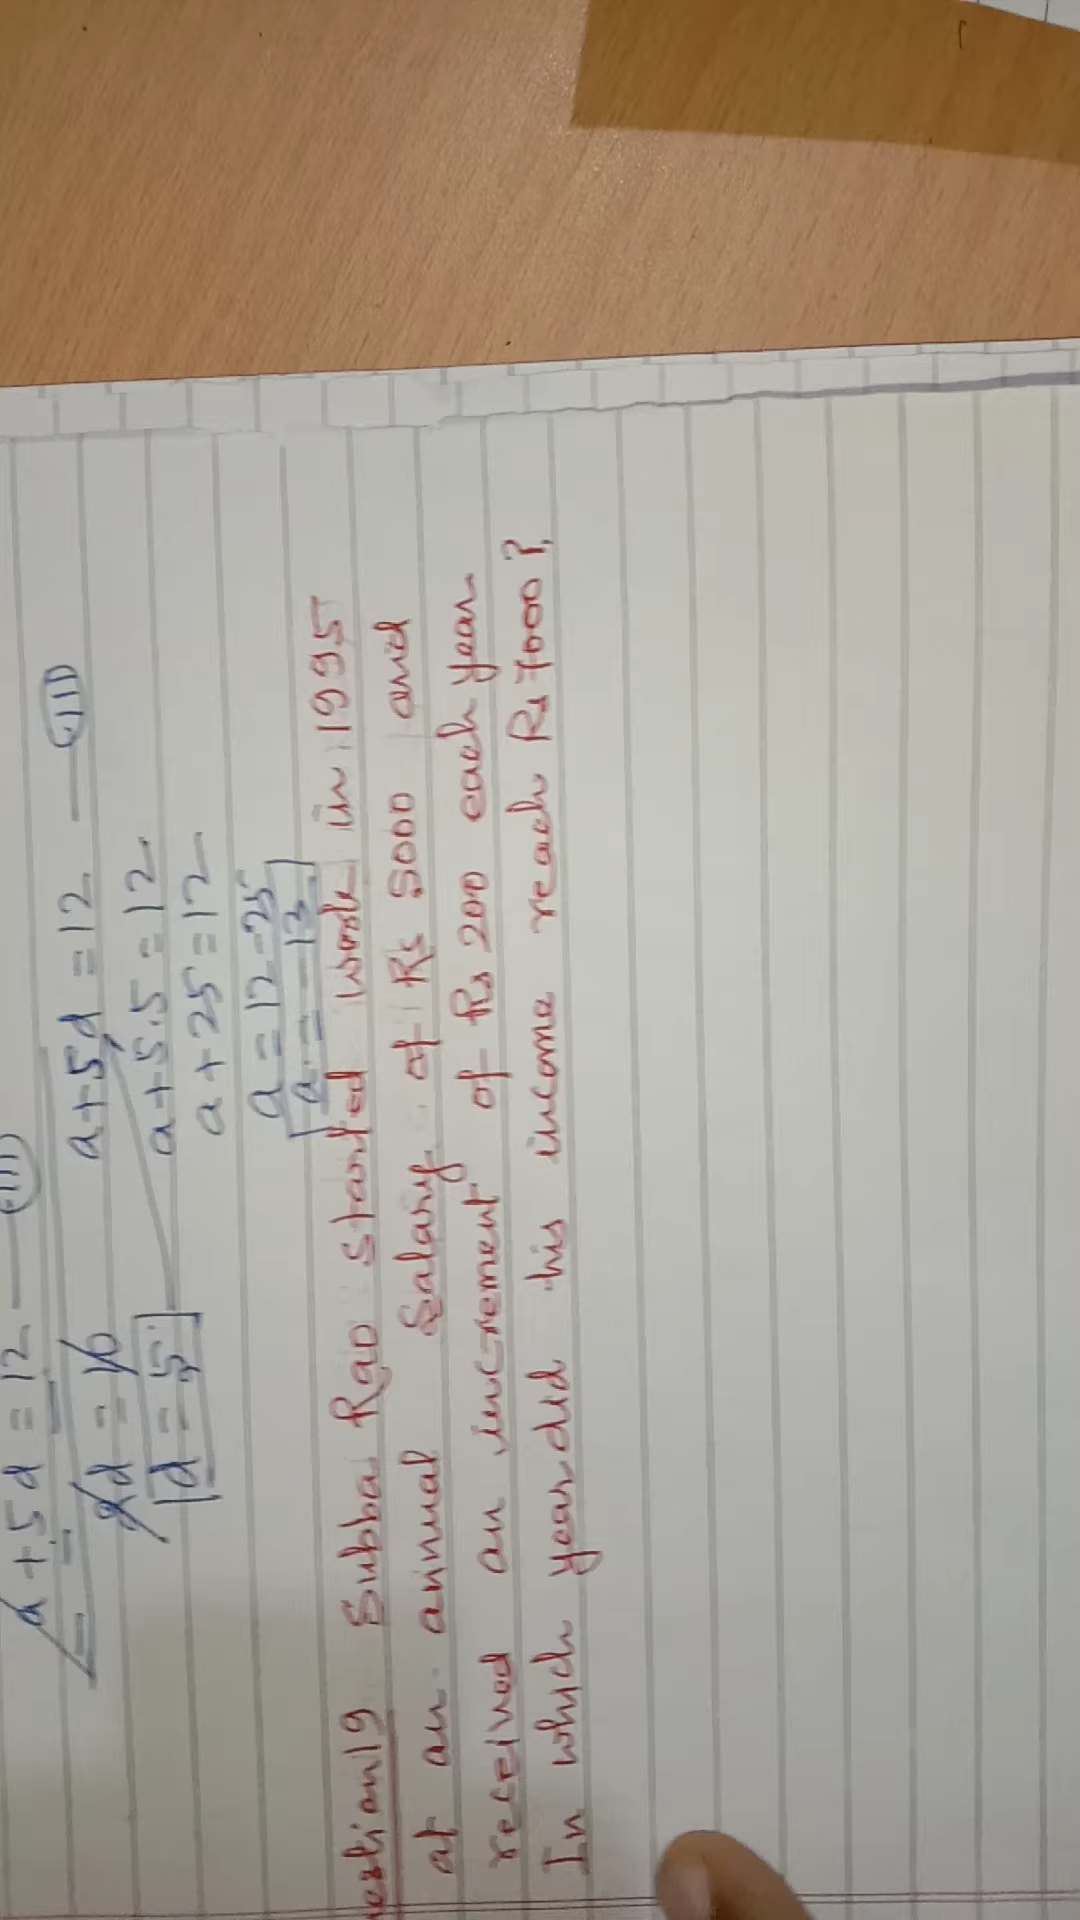 a + 5d = 12 — (III)
2d = 10
d = 5
a + 5d = 12 — (III)
a + 5.5 = 12
a + 25 = 12
a = 12 - 25
a = - 13
estion 19 Subba Rao started work in 1995
at an annual Salary of Rs 5000 and
received an increment of Rs 200 each year
In which year did his income reach Rs 7000?